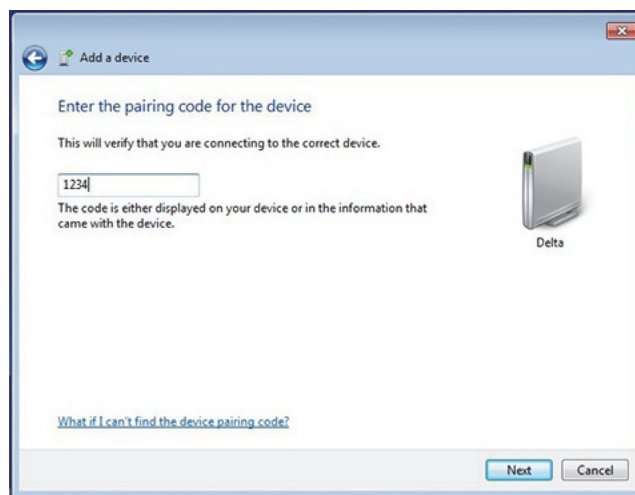 Add a device
Enter the pairing code for the device
This will verify that you are connecting to the correct device.
1234
The code is either displayed on your device or in the information that
came with the device.
Delta
What if I can't find the device pairing code?
Next
Cancel